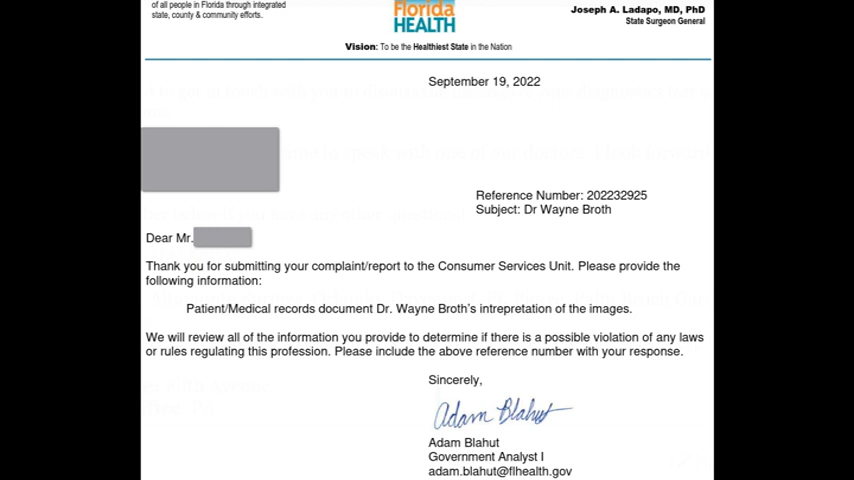 of all people in Florida through integrated
state, county & community efforts.
Florida
HEALTH
Joseph A. Ladapo, MD, PhD
State Surgeon General
Vision: To be the Healthiest State in the Nation
September 19, 2022
Reference Number: 202232925
Subject: Dr Wayne Broth
Dear Mr.
Thank you for submitting your complaint/report to the Consumer Services Unit. Please provide the
following information:
Patient/Medical records document Dr. Wayne Broth's intrepretation of the images.
We will review all of the information you provide to determine if there is a possible violation of any laws
or rules regulating this profession. Please include the above reference number with your response.
Sincerely,
Adam Blahut
Adam Blahut
Government Analyst I
adam.blahut@flhealth.gov